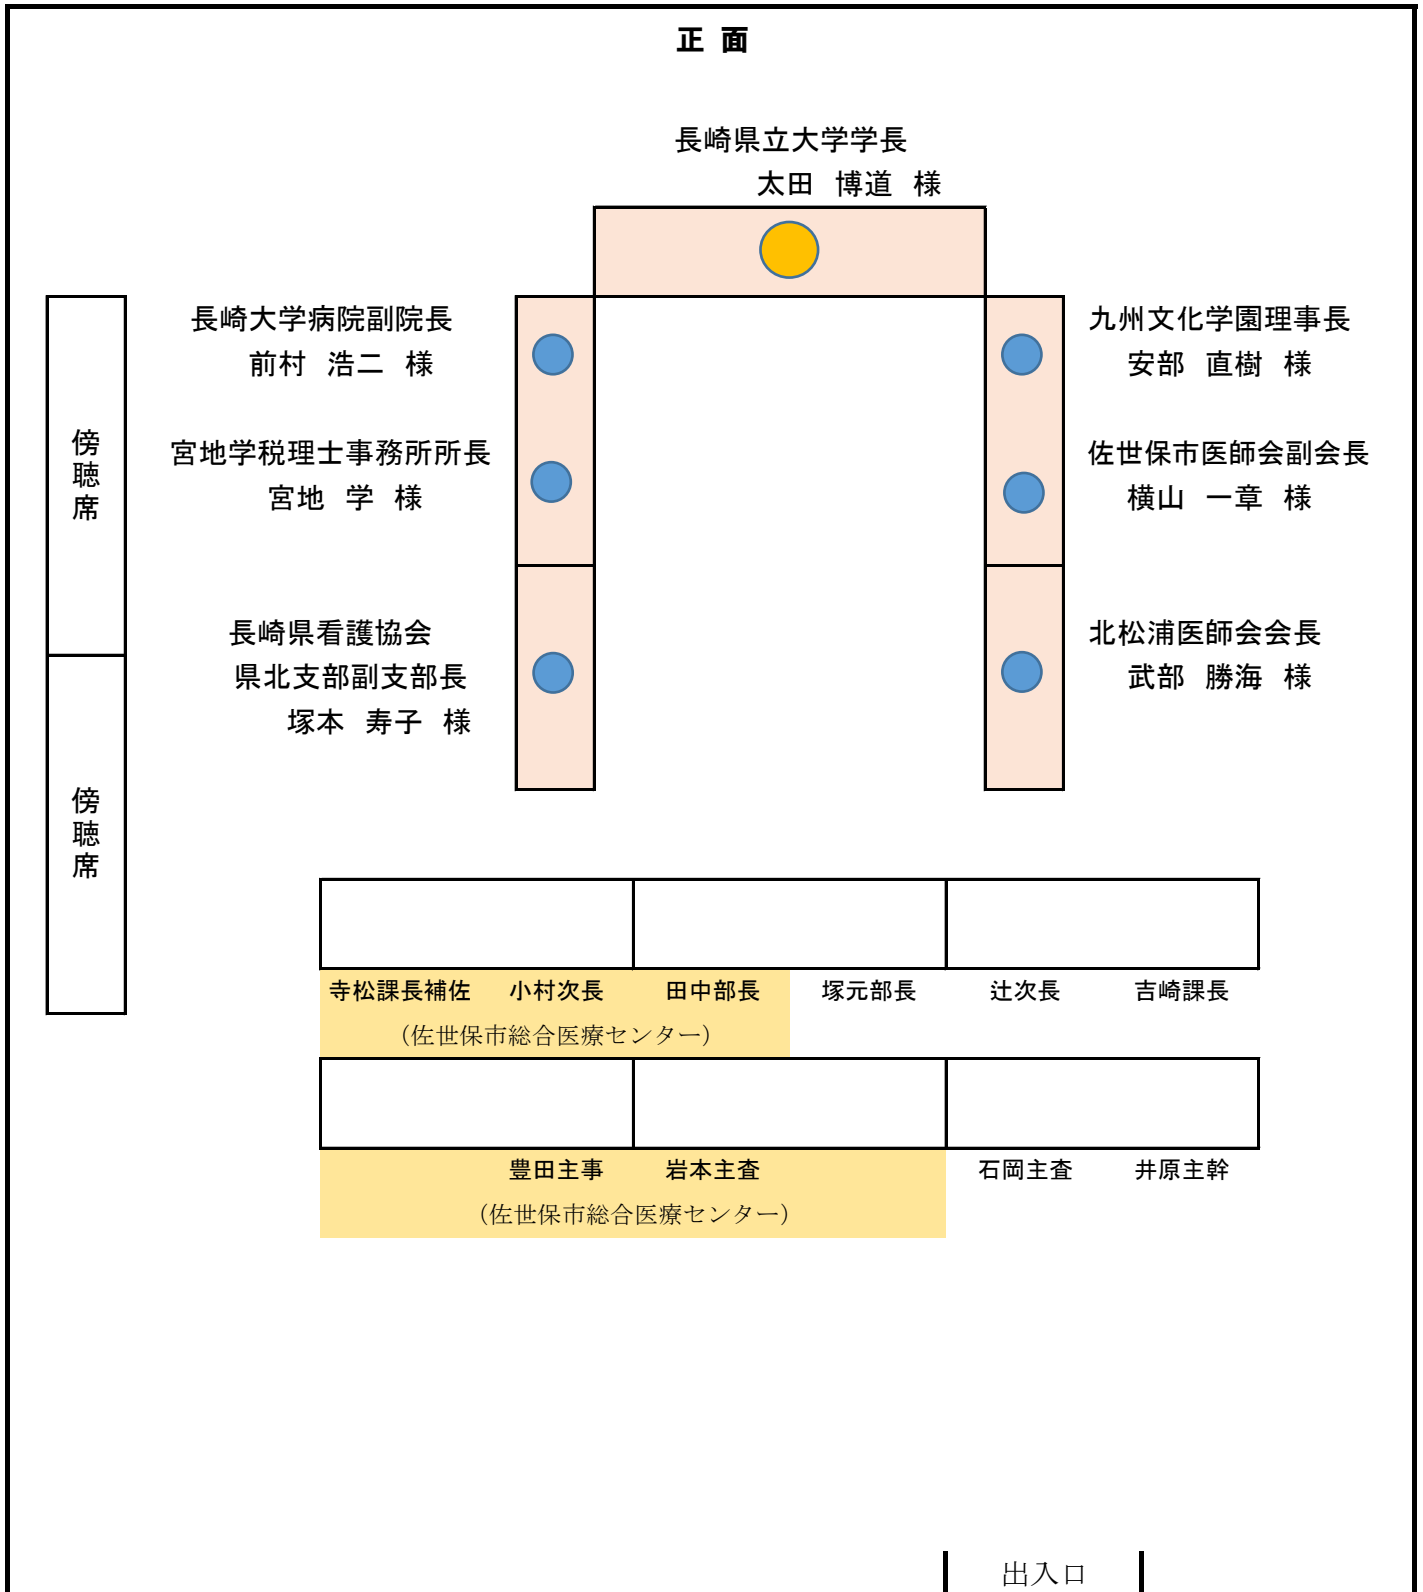 正 面
長崎県立大学学長
太田 博道 様
長崎大学病院副院長
前村 浩二 様
宮地学税理士事務所所長
宮地 学 様
長崎県看護協会
県北支部副支部長
塚本 寿子 様
九州文化学園理事長
安部 直樹 様
佐世保市医師会副会長
横山 一章 様
北松浦医師会会長
武部 勝海 様
傍聴席
傍聴席
寺松課長補佐 小村次長 田中部長 塚元部長 辻次長 吉崎課長
（佐世保市総合医療センター）
豊田主事 岩本主査 石岡主査 井原主幹
（佐世保市総合医療センター）
出入口